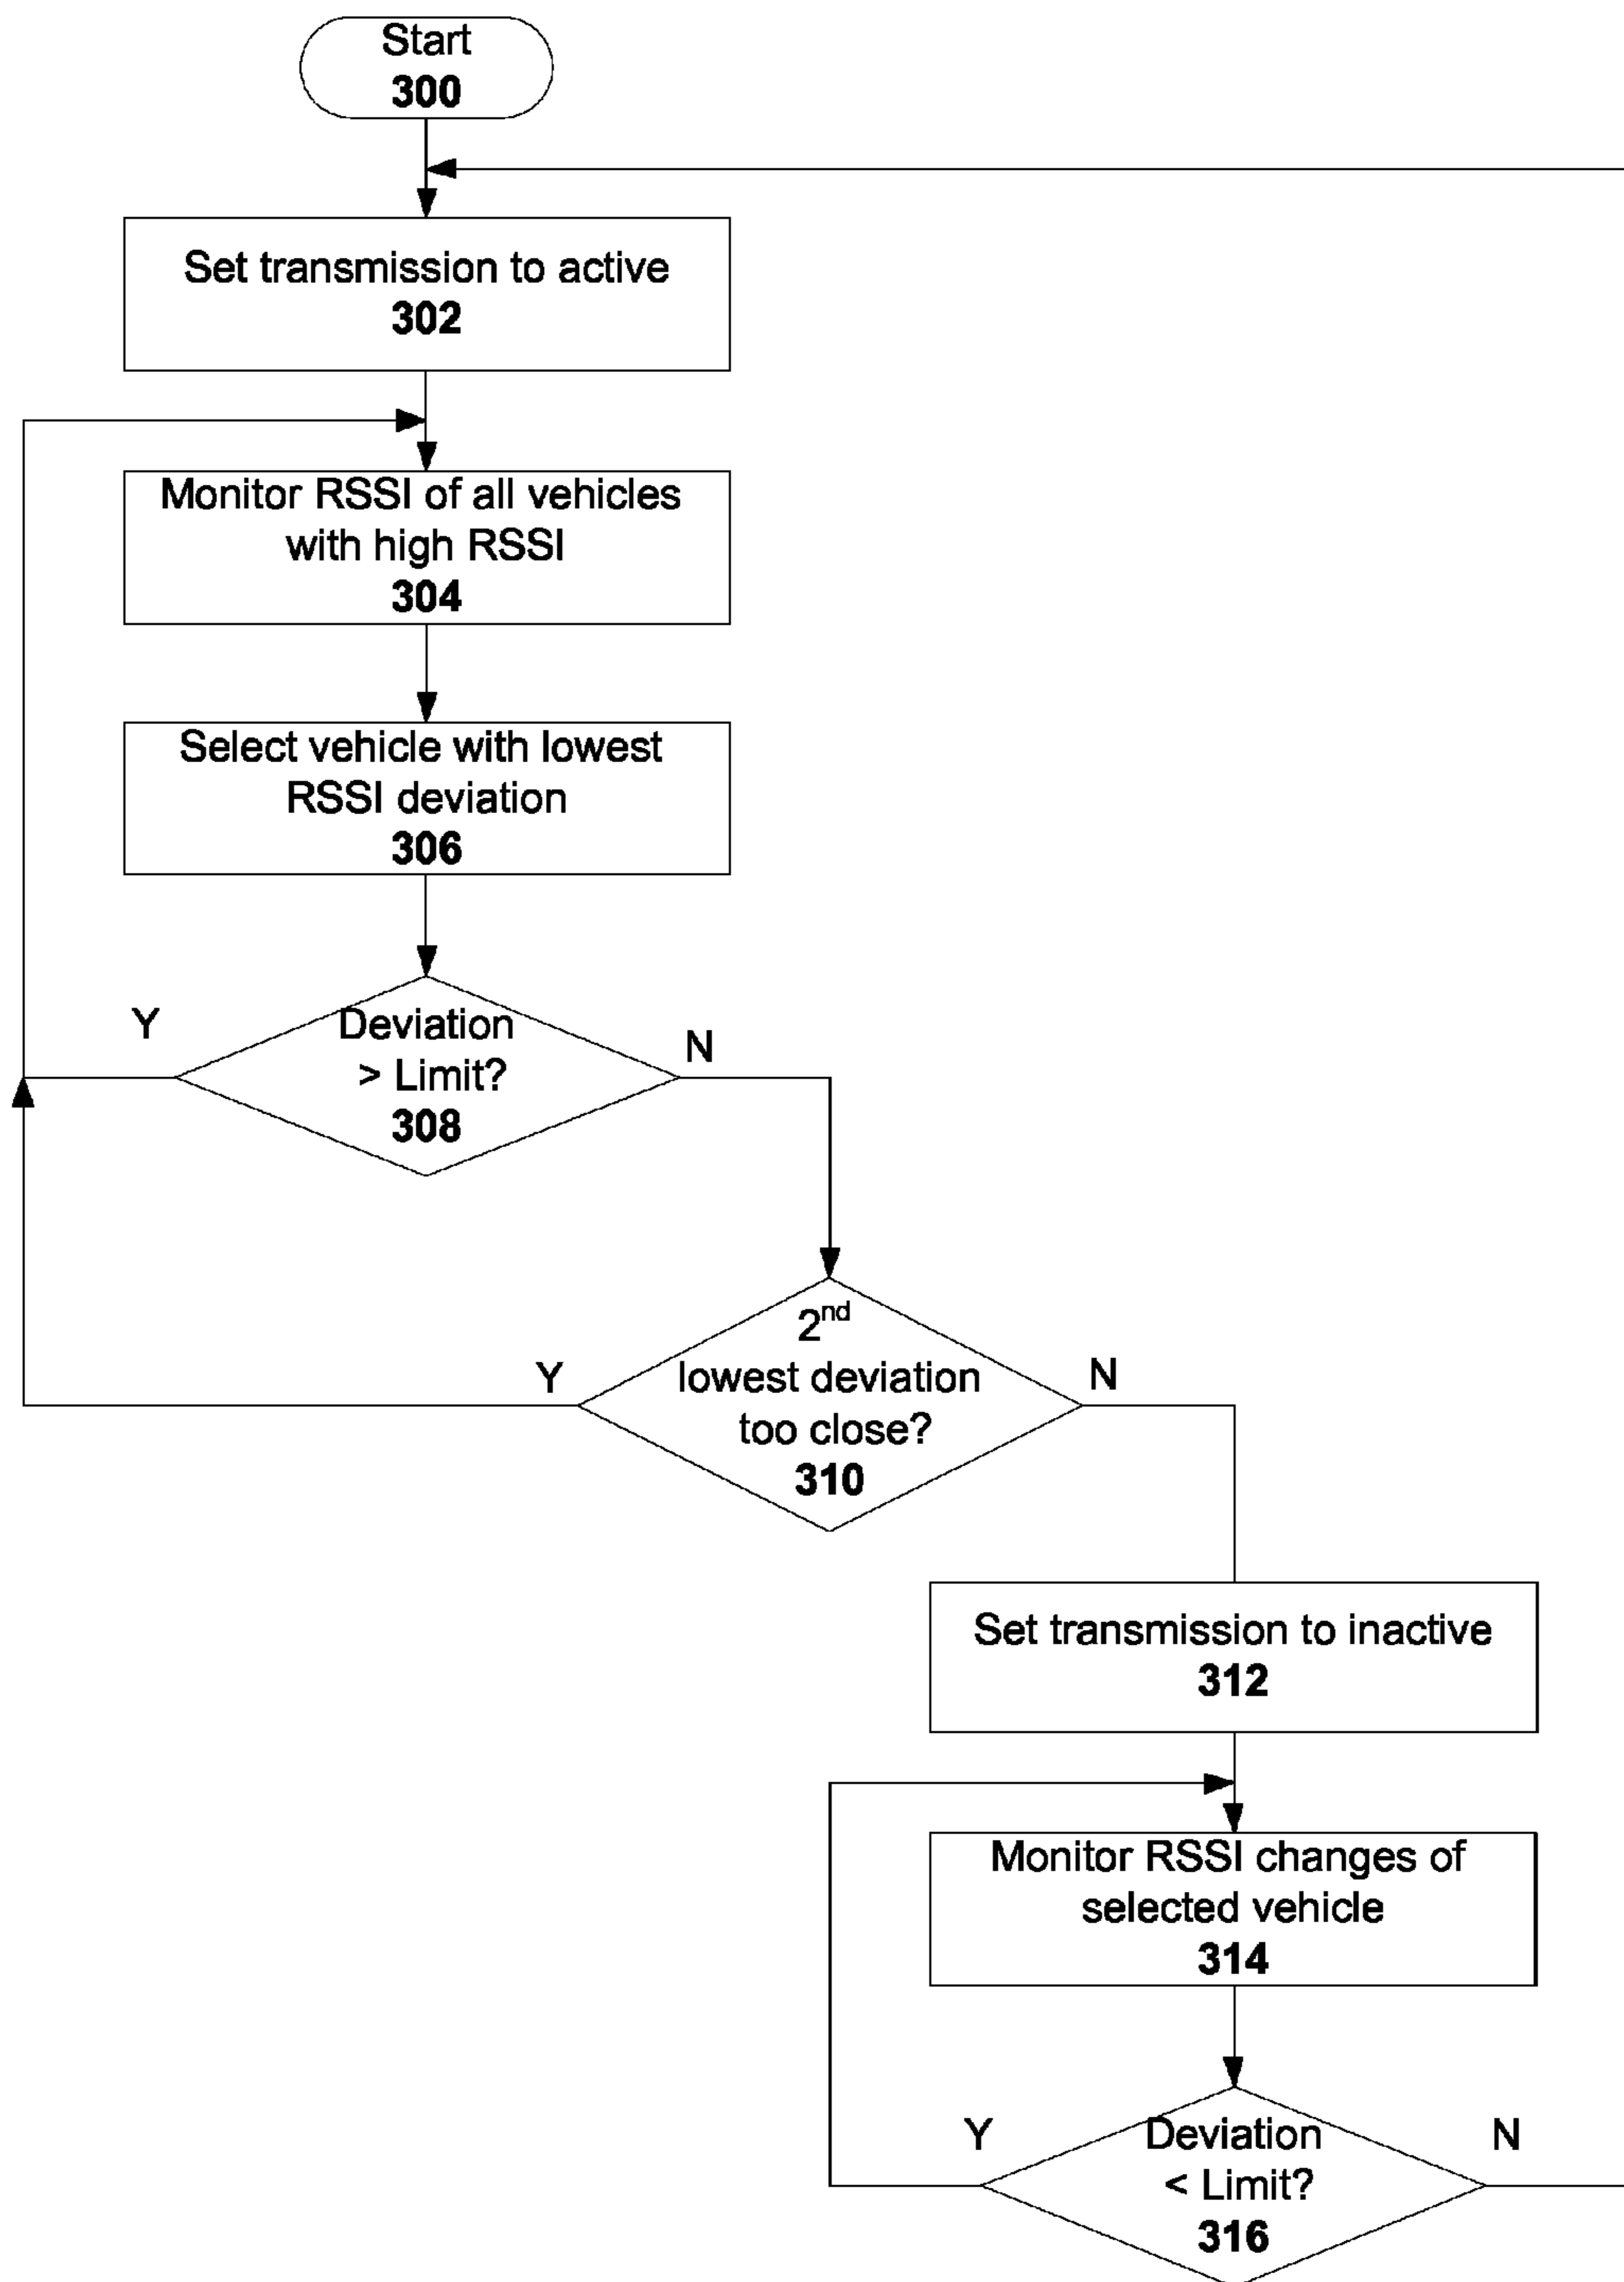 Start
300
Set transmission to active
302
Monitor RSSI of all vehicles
with high RSSI
304
Select vehicle with lowest
RSSI deviation
306
Y
Deviation
> Limit?
308
N
2nd
lowest deviation
too close?
310
Y
N
Set transmission to inactive
312
Monitor RSSI changes of
selected vehicle
314
Y
Deviation
< Limit?
316
N